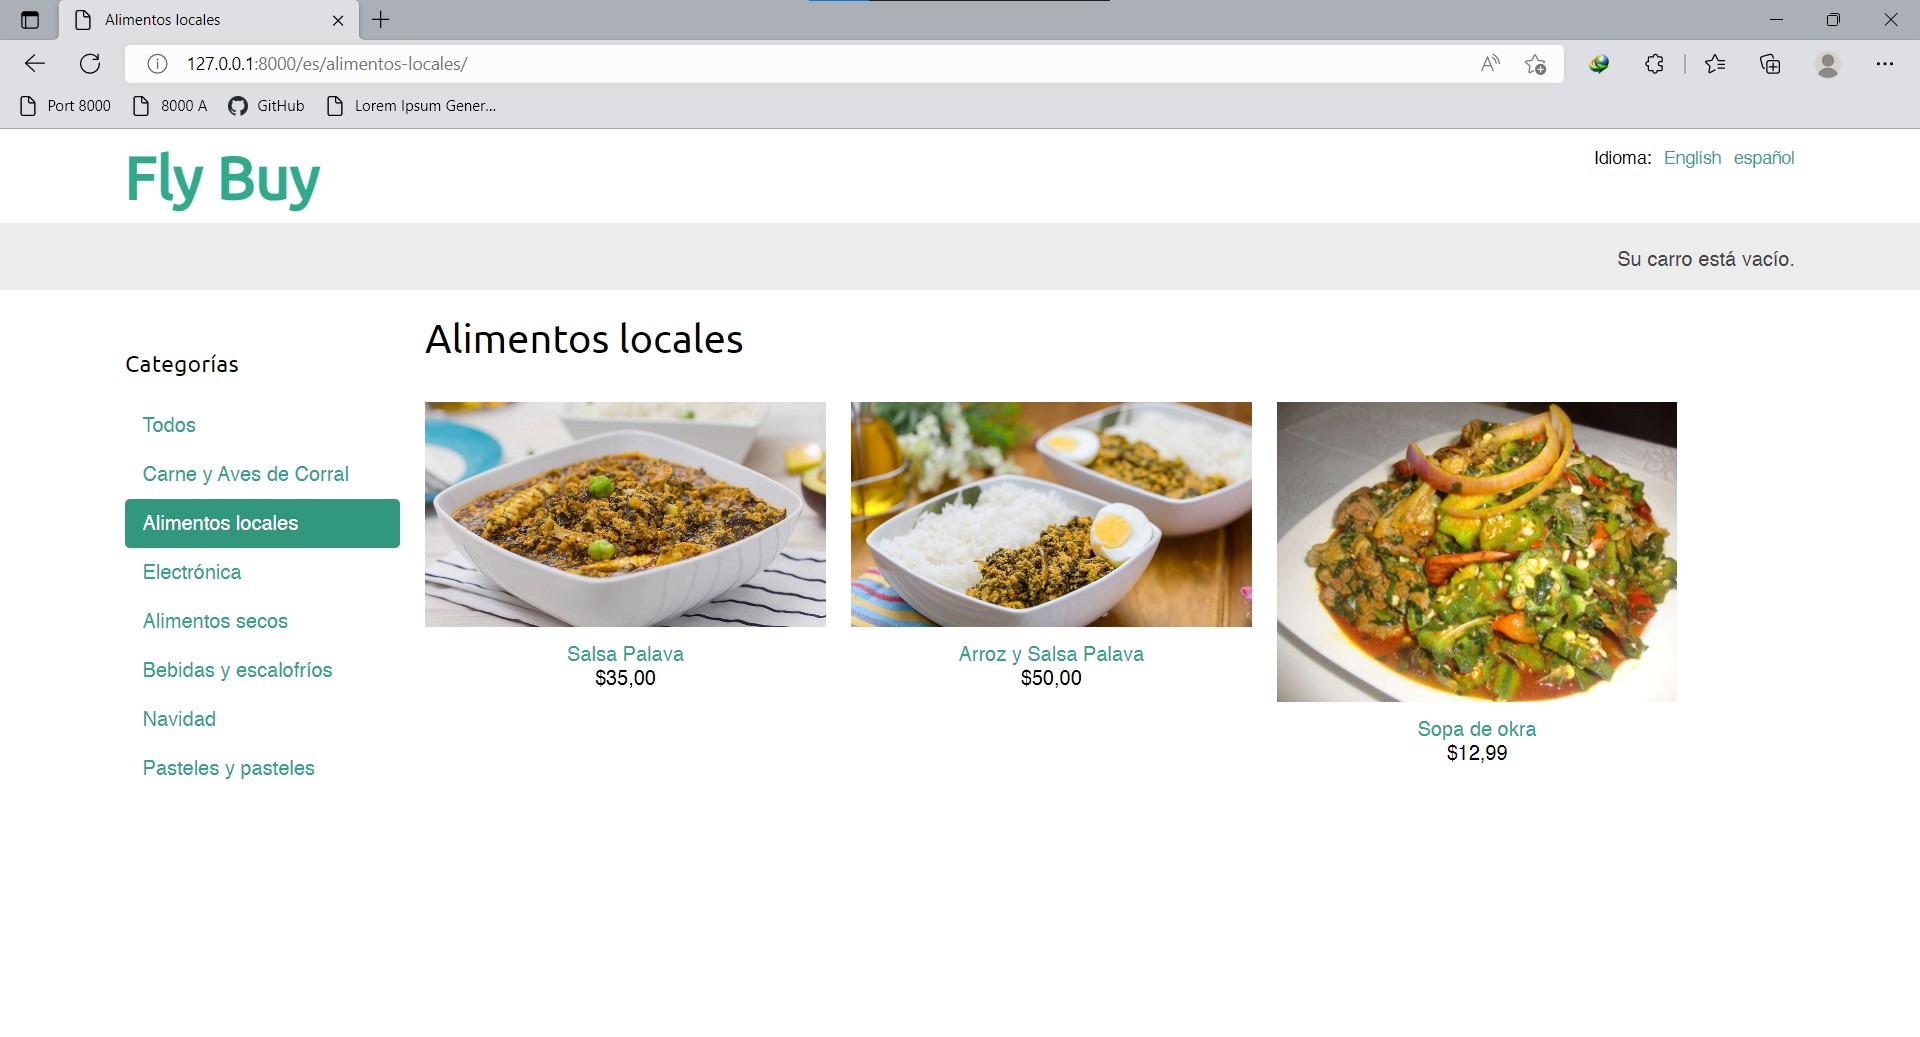 Alimentos locales
127.0.0.1:8000/es/alimentos-locales/
Port 8000
8000 A
GitHub
Lorem Ipsum Gener...
Fly Buy
Idioma: English español
Su carro está vacío.
Alimentos locales
Categorías
Todos
Carne y Aves de Corral
Alimentos locales
Electrónica
Alimentos secos
Bebidas y escalofríos
Navidad
Pasteles y pasteles
Salsa Palava
$35,00
Arroz y Salsa Palava
$50,00
Sopa de okra
$12,99